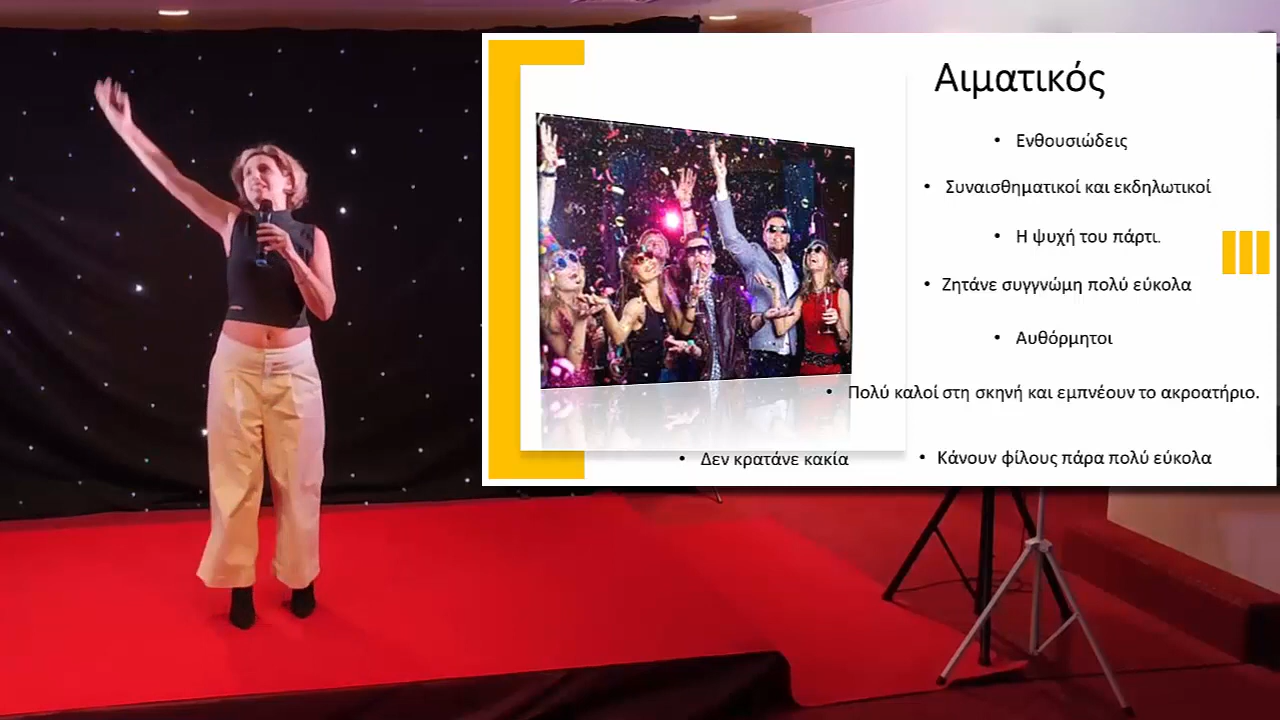 Αιματικός
• Ενθουσιώδεις
• Συναισθηματικοί και εκδηλωτικοί
• Η ψυχή του πάρτι.
• Ζητάνε συγγνώμη πολύ εύκολα
• Αυθόρμητοι
• Πολύ καλοί στη σκηνή και εμπνέουν το ακροατήριο.
• Δεν κρατάνε κακία
• Κάνουν φίλους πάρα πολύ εύκολα